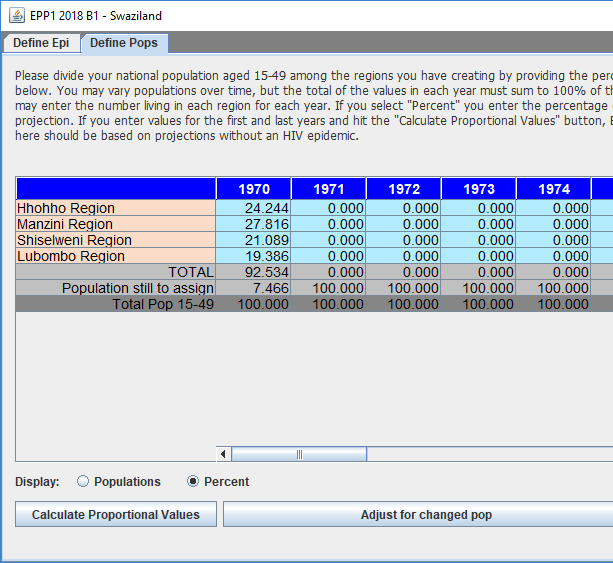 EPP1 2018 B1 - Swaziland
Define Epi Define Pops
Please divide your national population aged 15-49 among the regions you have creating by providing the perc
below. You may vary populations over time, but the total of the values in each year must sum to 100% of th
may enter the number living in each region for each year. If you select "Percent" you enter the percentage
projection. If you enter values for the first and last years and hit the "Calculate Proportional Values" button, E
here should be based on projections without an HIV epidemic.
1970 1971 1972 1973 1974
Hhohho Region 24.244 0.000 0.000 0.000 0.000
Manzini Region 27.816 0.000 0.000 0.000 0.000
Shiselweni Region 21.089 0.000 0.000 0.000 0.000
Lubombo Region 19.386 0.000 0.000 0.000 0.000
TOTAL 92.534 0.000 0.000 0.000 0.000
Population still to assign 7.466 100.000 100.000 100.000 100.000
Total Pop 15-49 100.000 100.000 100.000 100.000 100.000
Display: Populations Percent
Calculate Proportional Values Adjust for changed pop